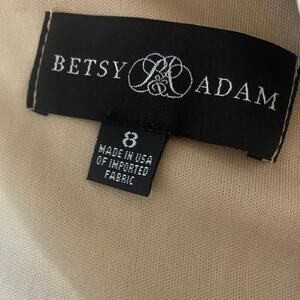 BETSY B&A ADAM
8
MADE IN USA
OF IMPORTED
FABRIC